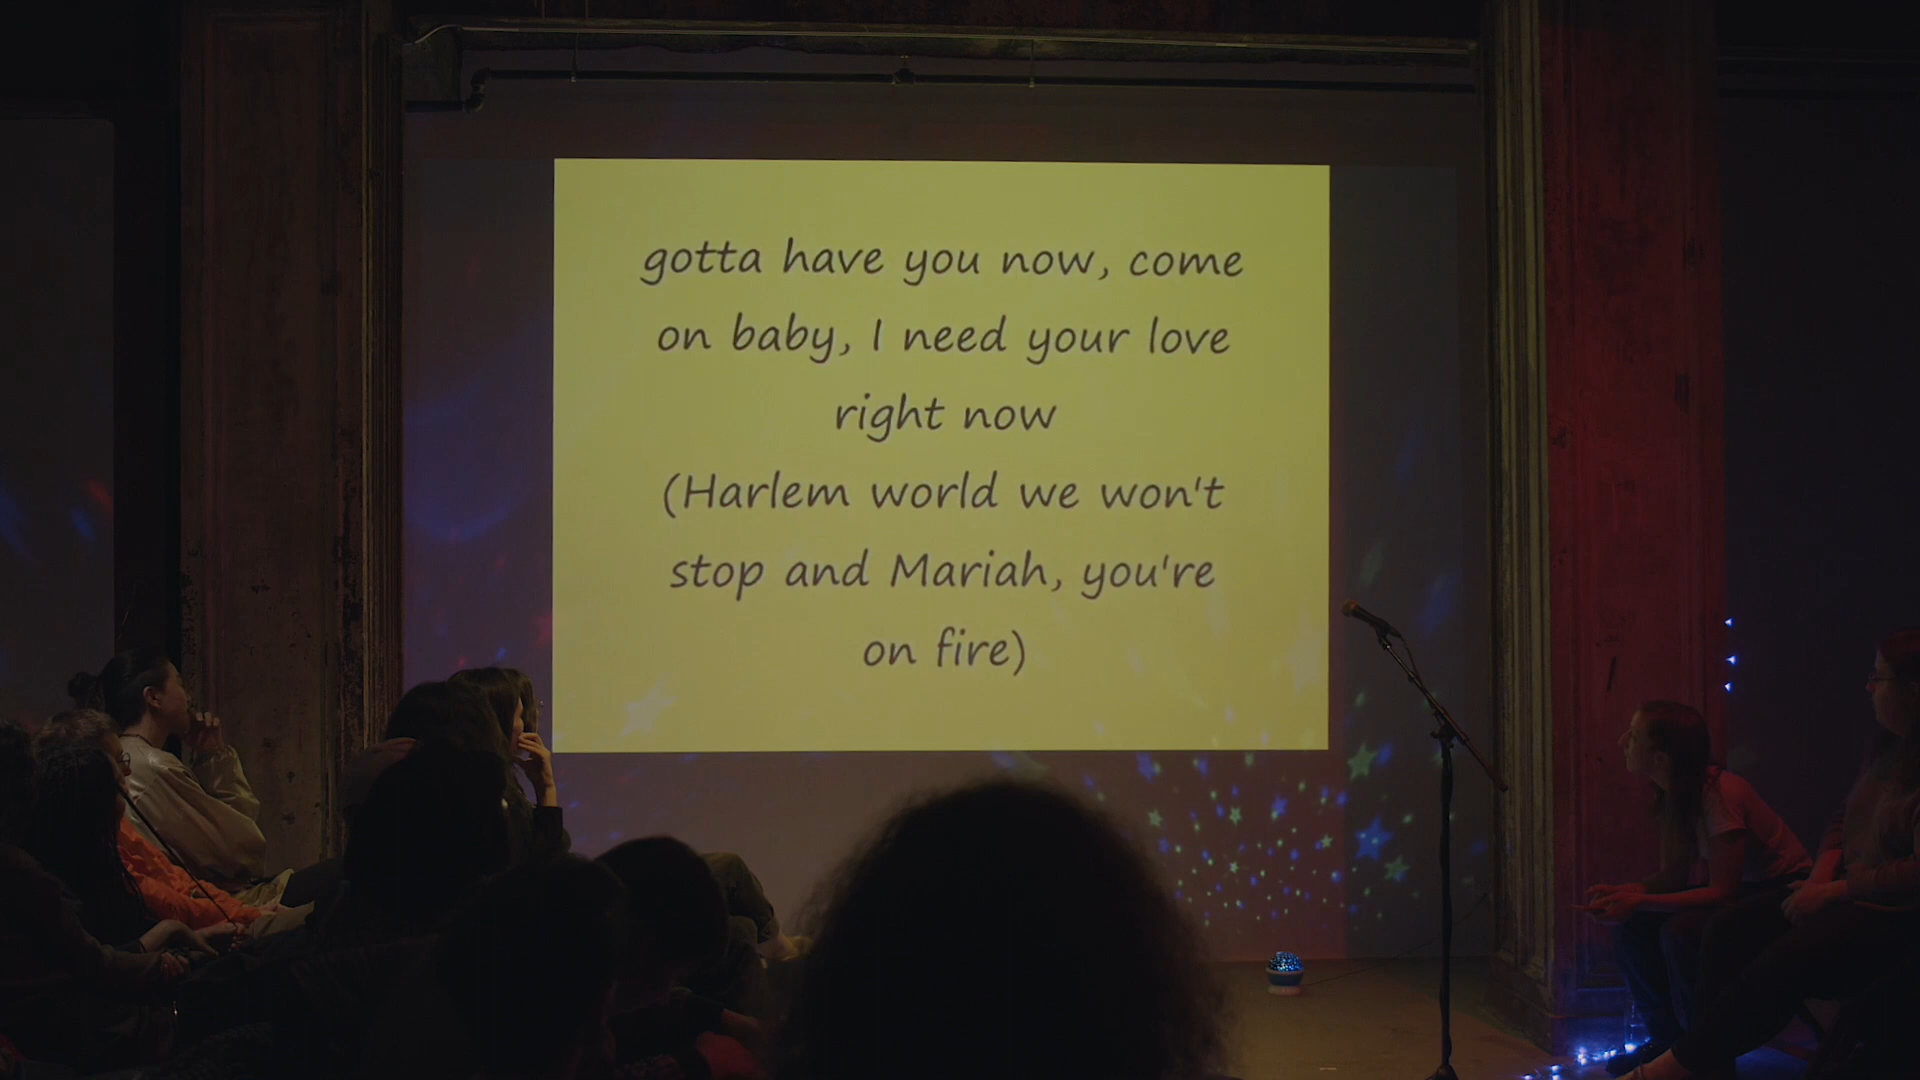 gotta have you now, come
on baby, I need your love
right now
(Harlem world we won't
stop and Mariah, you're
on fire)